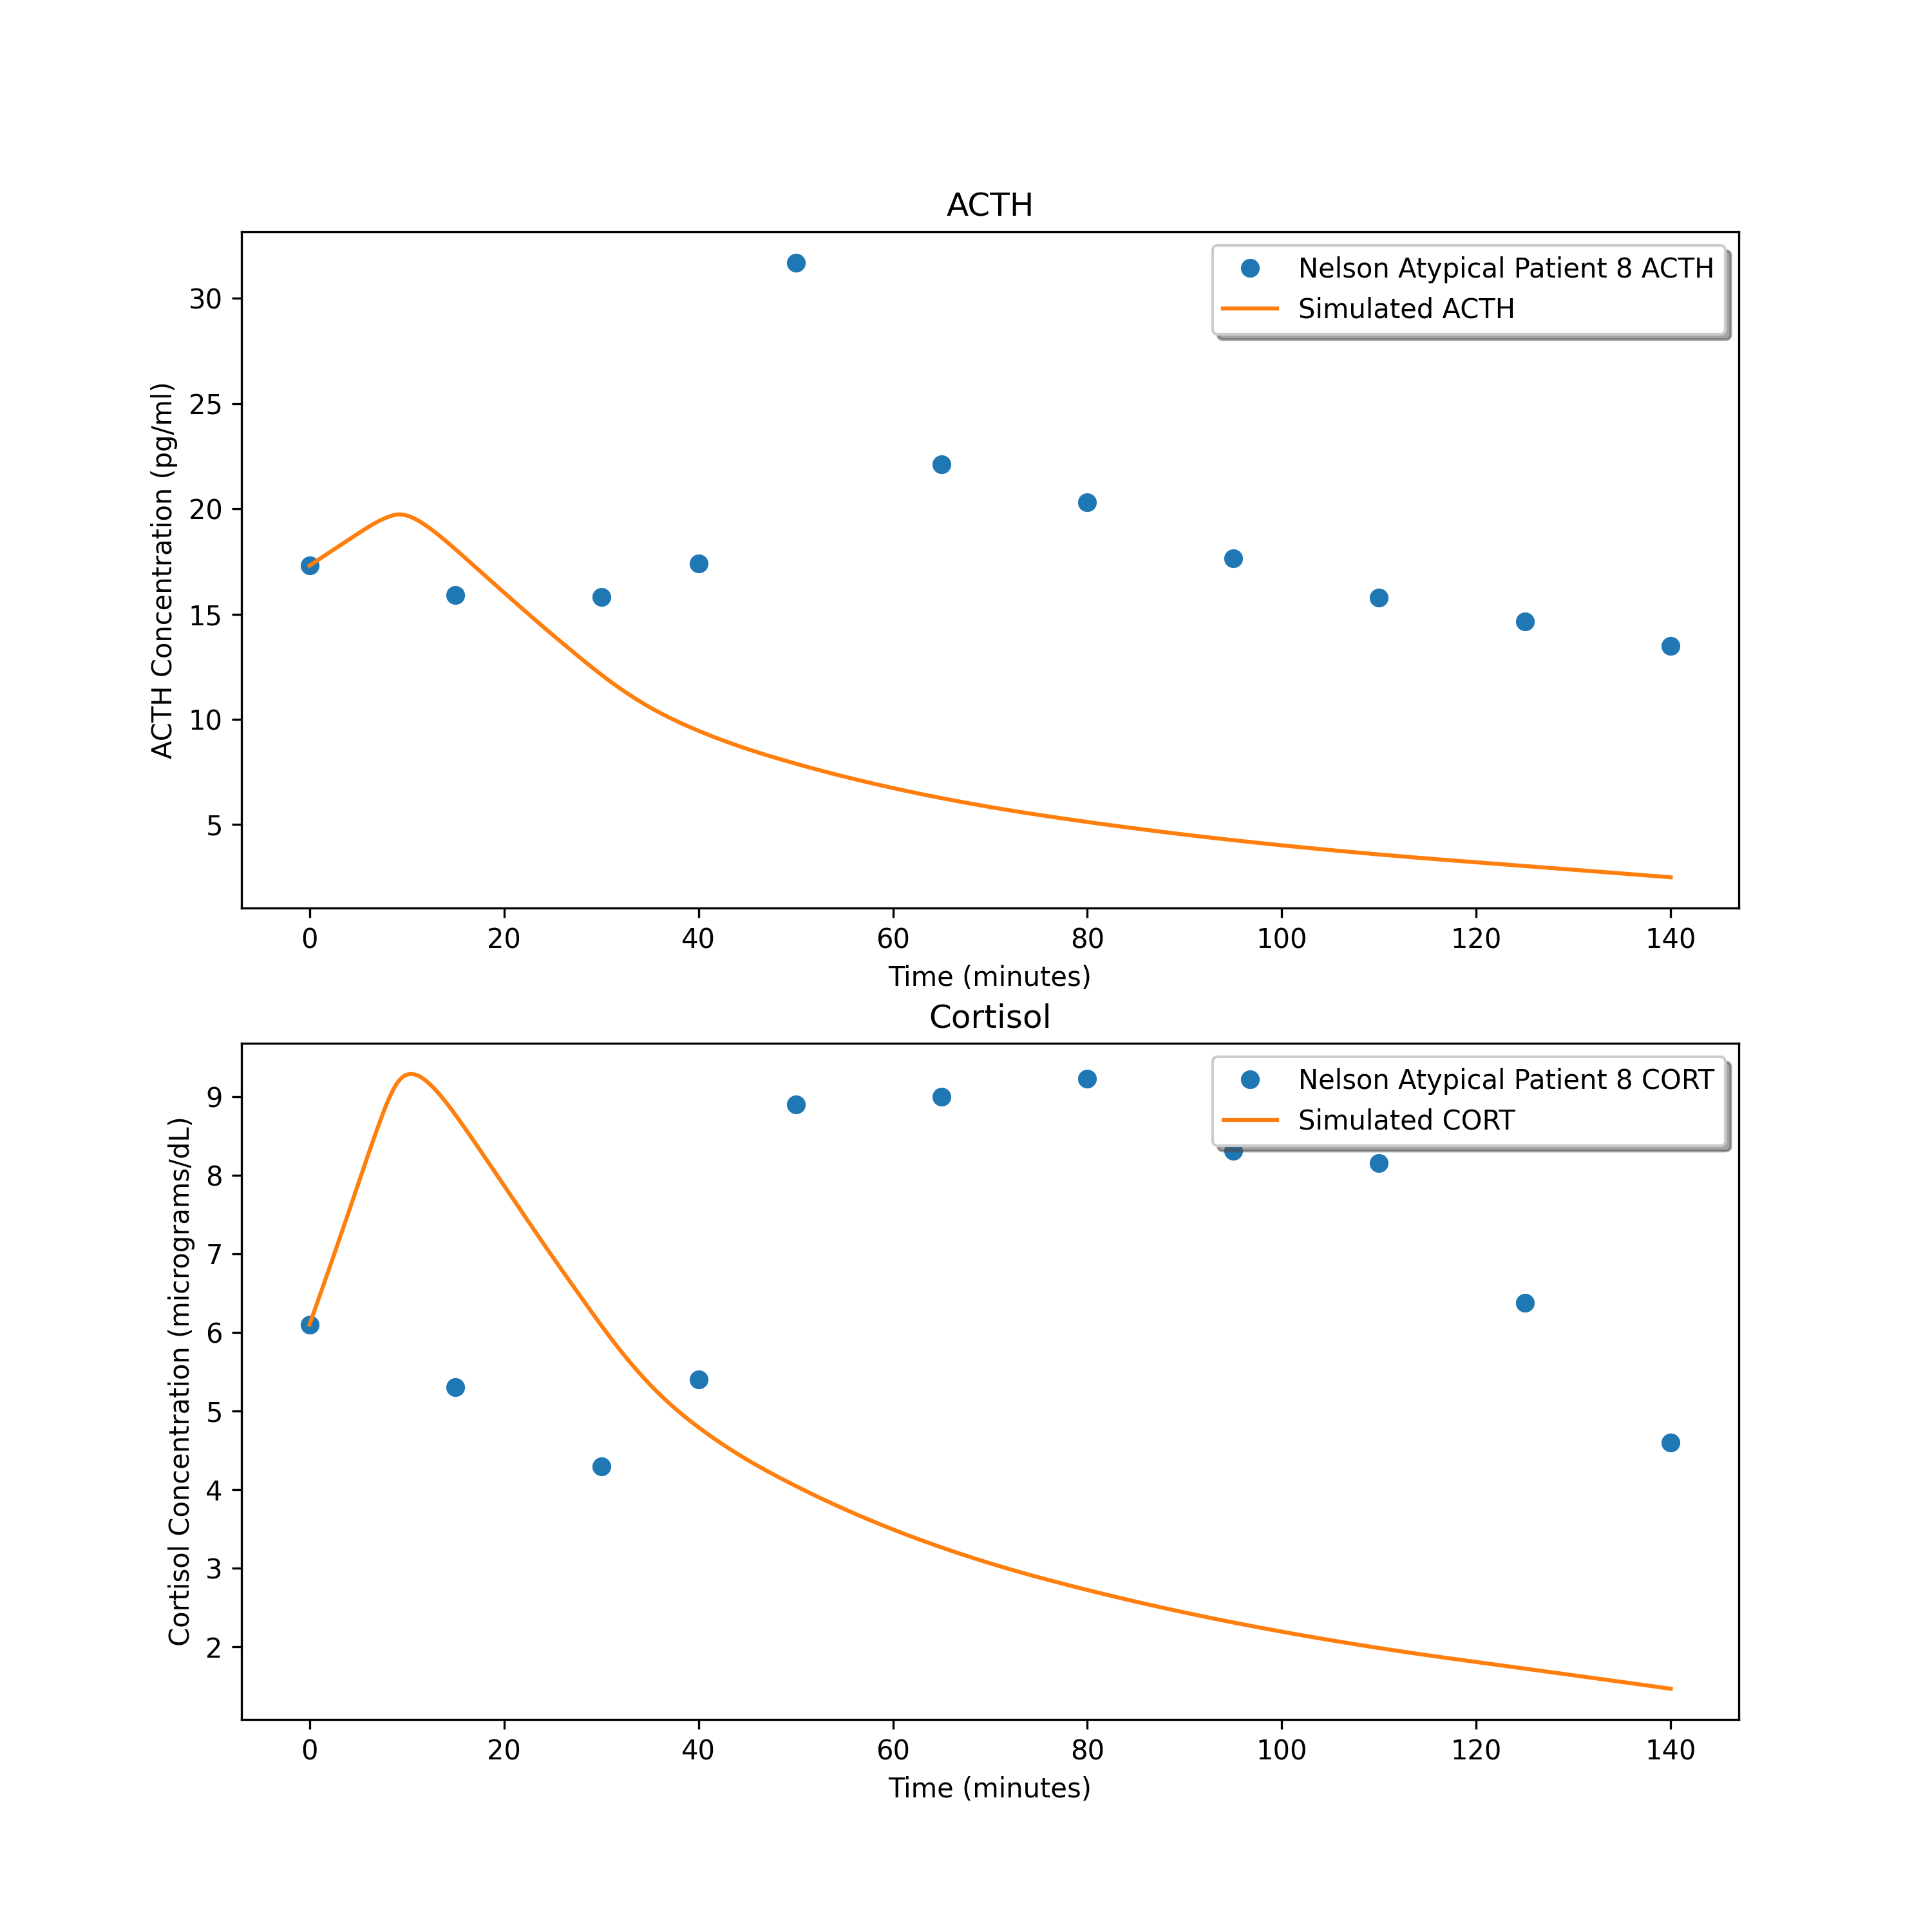 ACTH
Nelson Atypical Patient 8 ACTH
Simulated ACTH
ACTH Concentration (pg/ml)
30
25
20
15
10
5
0 20 40 60 80 100 120 140
Time (minutes)
Cortisol
Nelson Atypical Patient 8 CORT
Simulated CORT
Cortisol Concentration (micrograms/dL)
9
8
7
6
5
4
3
2
0 20 40 60 80 100 120 140
Time (minutes)